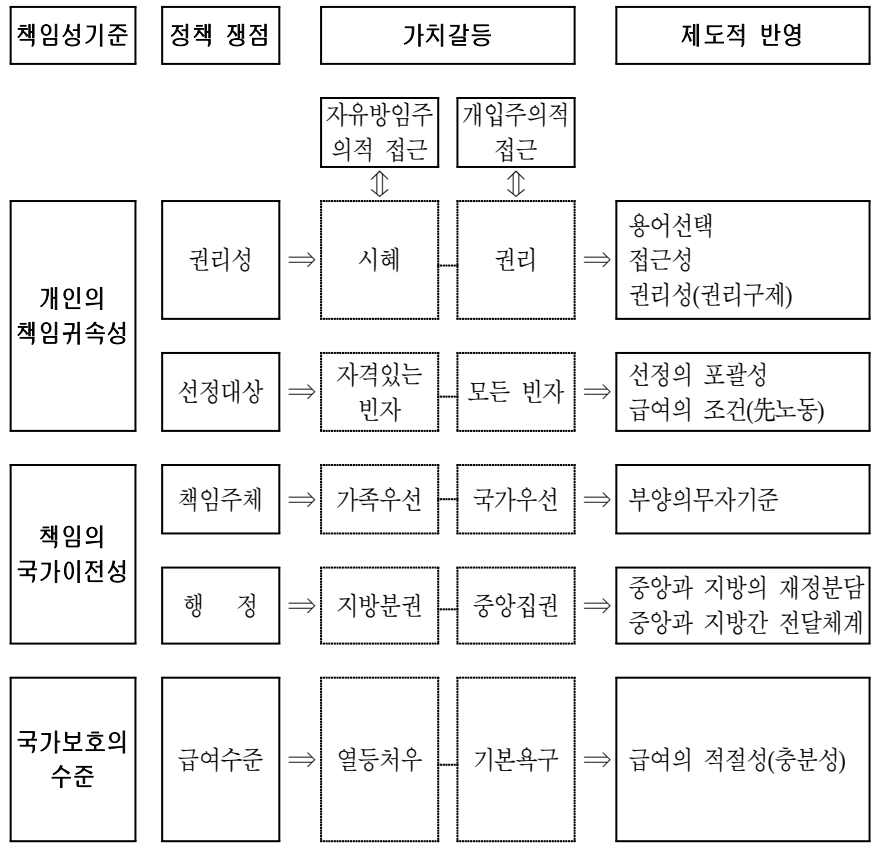 책임성기준 정책 쟁점 가치갈등 제도적 반영
자유방임주
의적 접근
개입주의적
접근
⇕ ⇕
개인의
책임귀속성
권리성 ⇒ 시혜 권리 ⇒
용어선택
접근성
권리성(권리구제)
선정대상 ⇒
자격있는
빈자
모든 빈자 ⇒
선정의 포괄성
급여의 조건(先노동)
책임의
국가이전성
책임주체 ⇒ 가족우선 국가우선 ⇒ 부양의무자기준
행 정 ⇒ 지방분권 중앙집권 ⇒
중앙과 지방의 재정분담
중앙과 지방간 전달체계
국가보호의
수준
급여수준 ⇒ 열등처우 기본욕구 ⇒ 급여의 적절성(충분성)